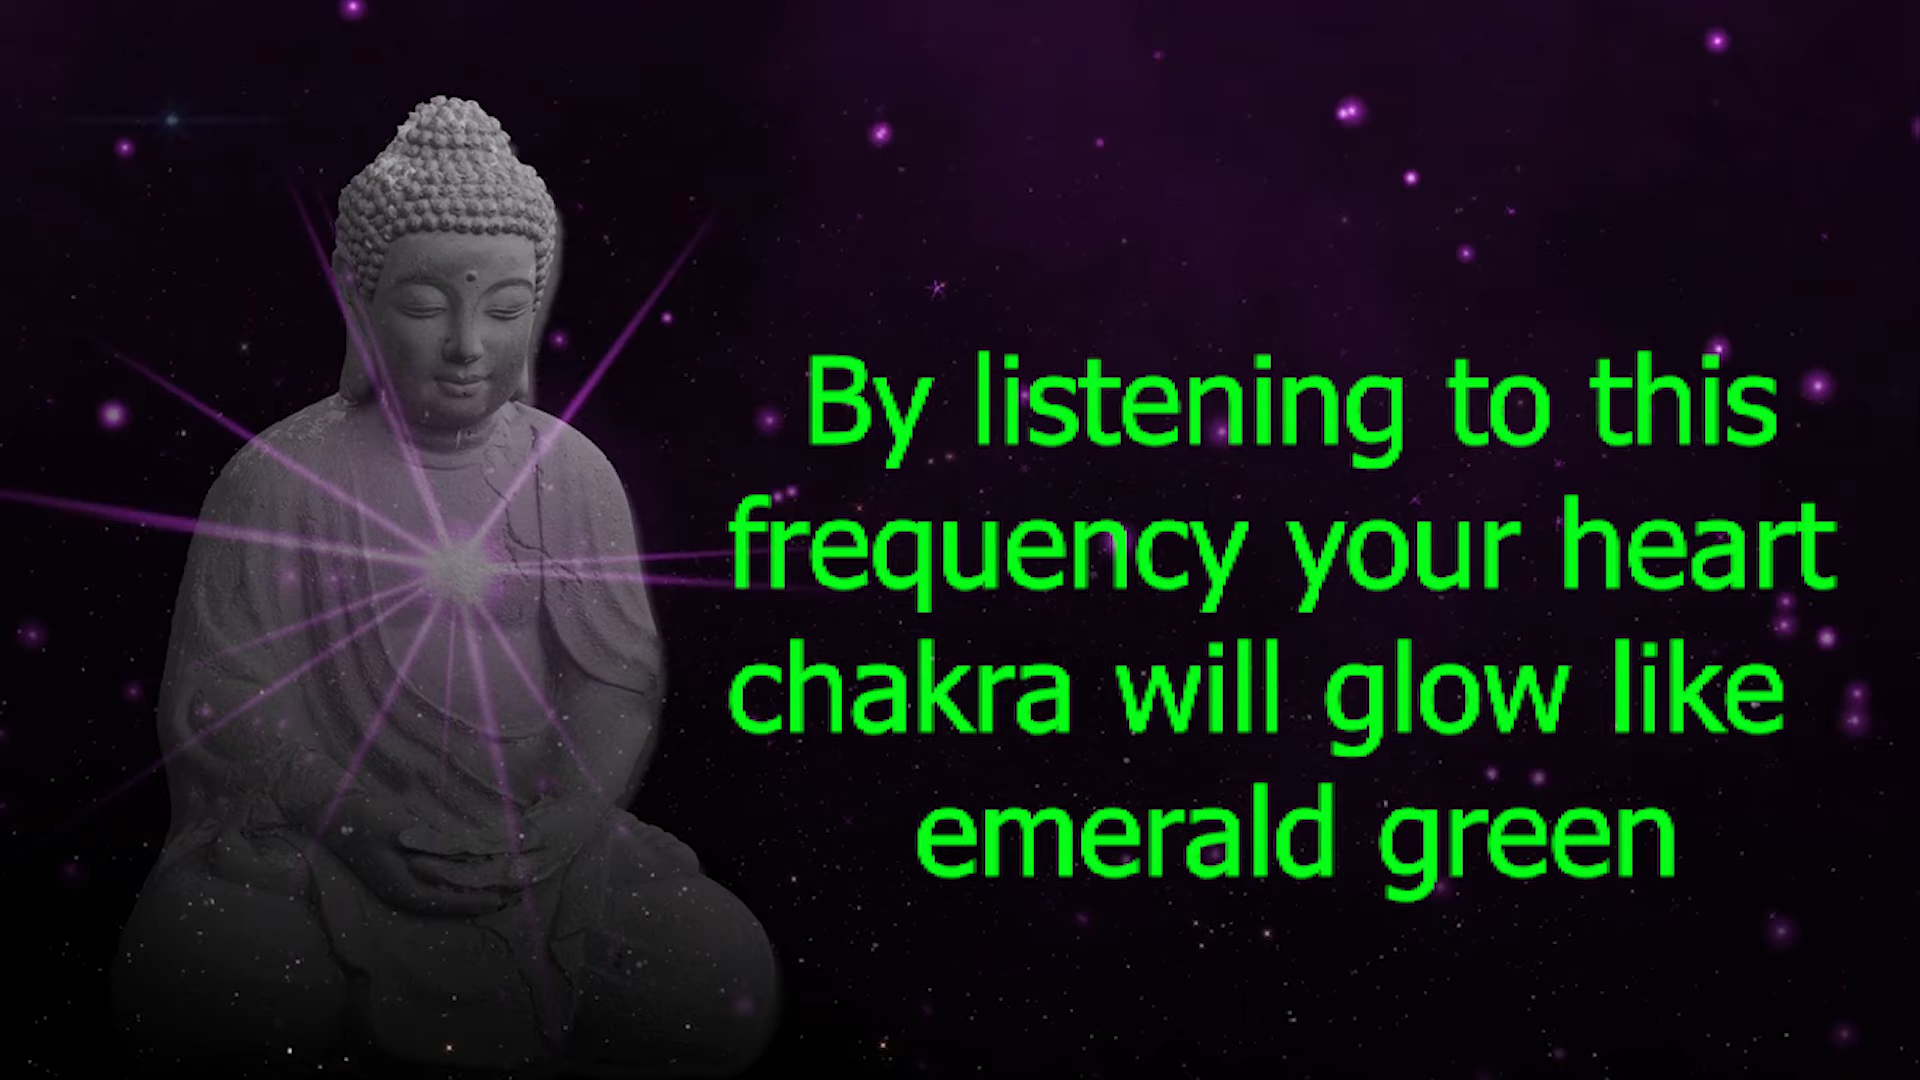 By listening to this
frequency your heart
chakra will glow like
emerald green